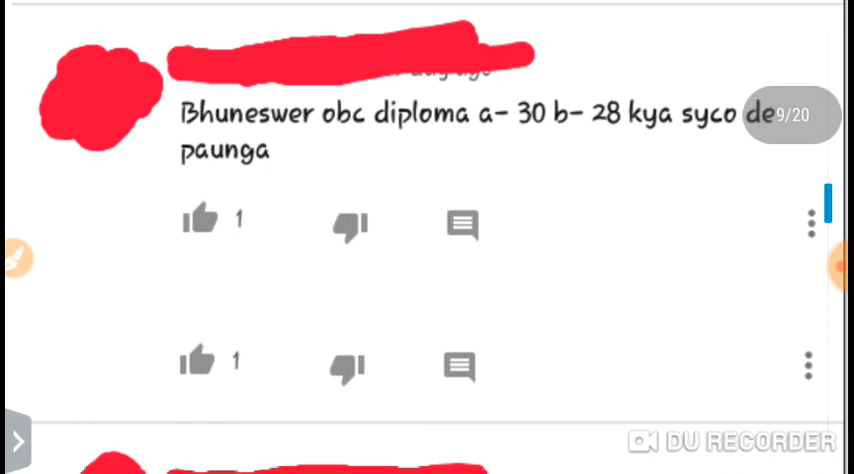 Bhuneswer obc diploma a- 30 b- 28 kya syco de
9/20
paunga
1
1
DU RECORDER